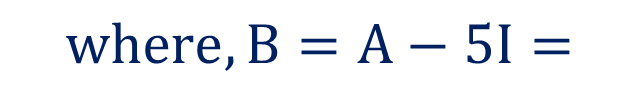 where, B = A − 5I =